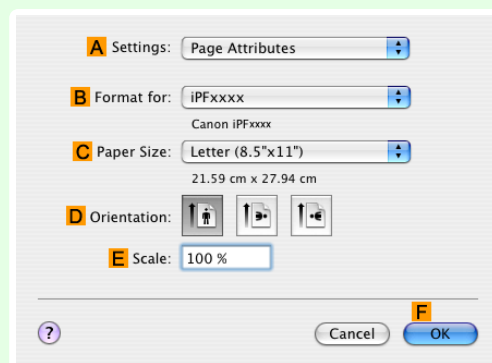 A Settings: Page Attributes
B Format for: iPFxxxx
Canon iPFxxxx
C Paper Size: Letter (8.5"x11")
21.59 cm x 27.94 cm
D Orientation:
E Scale: 100 %
F
? Cancel OK